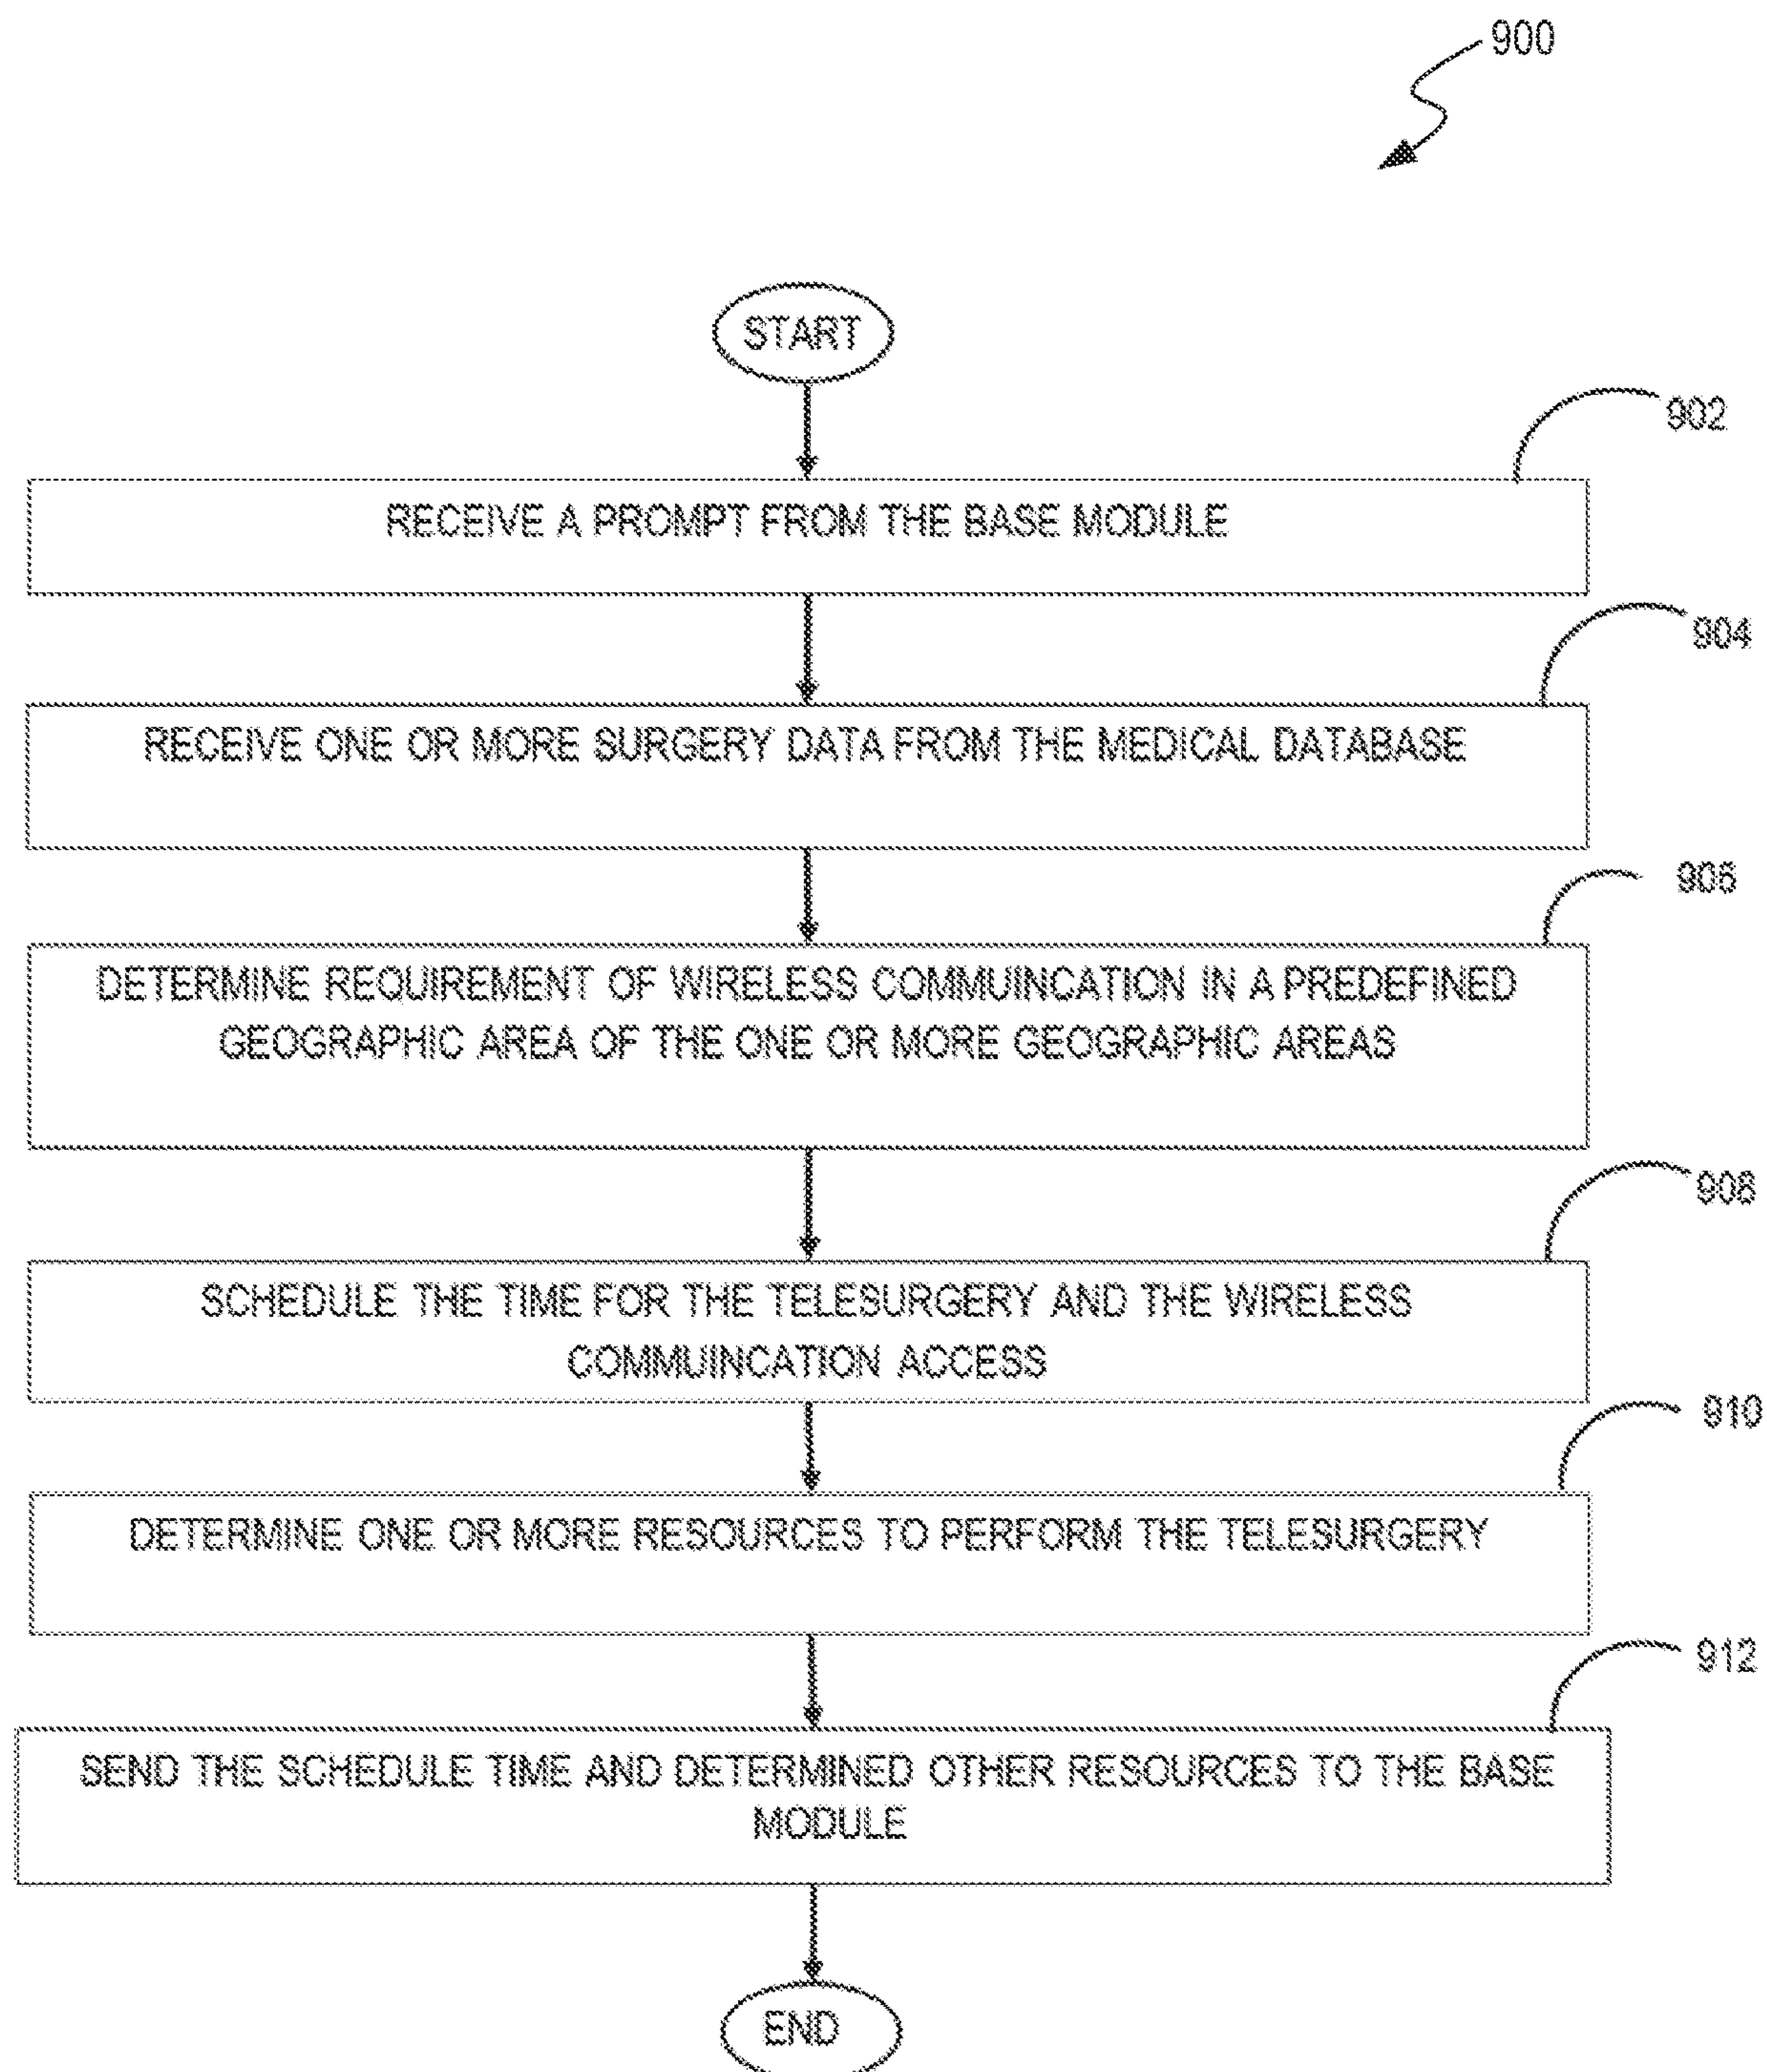 900
START
902
RECEIVE A PROMPT FROM THE BASE MODULE
904
RECEIVE ONE OR MORE SURGERY DATA FROM THE MEDICAL DATABASE
906
DETERMINE REQUIREMENT OF WIRELESS COMMUINCATION IN A PREDEFINED
GEOGRAPHIC AREA OF THE ONE OR MORE GEOGRAPHIC AREAS
908
SCHEDULE THE TIME FOR THE TELESURGERY AND THE WIRELESS
COMMUINCATION ACCESS
910
DETERMINE ONE OR MORE RESOURCES TO PERFORM THE TELESURGERY
912
SEND THE SCHEDULE TIME AND DETERMINED OTHER RESOURCES TO THE BASE
MODULE
END